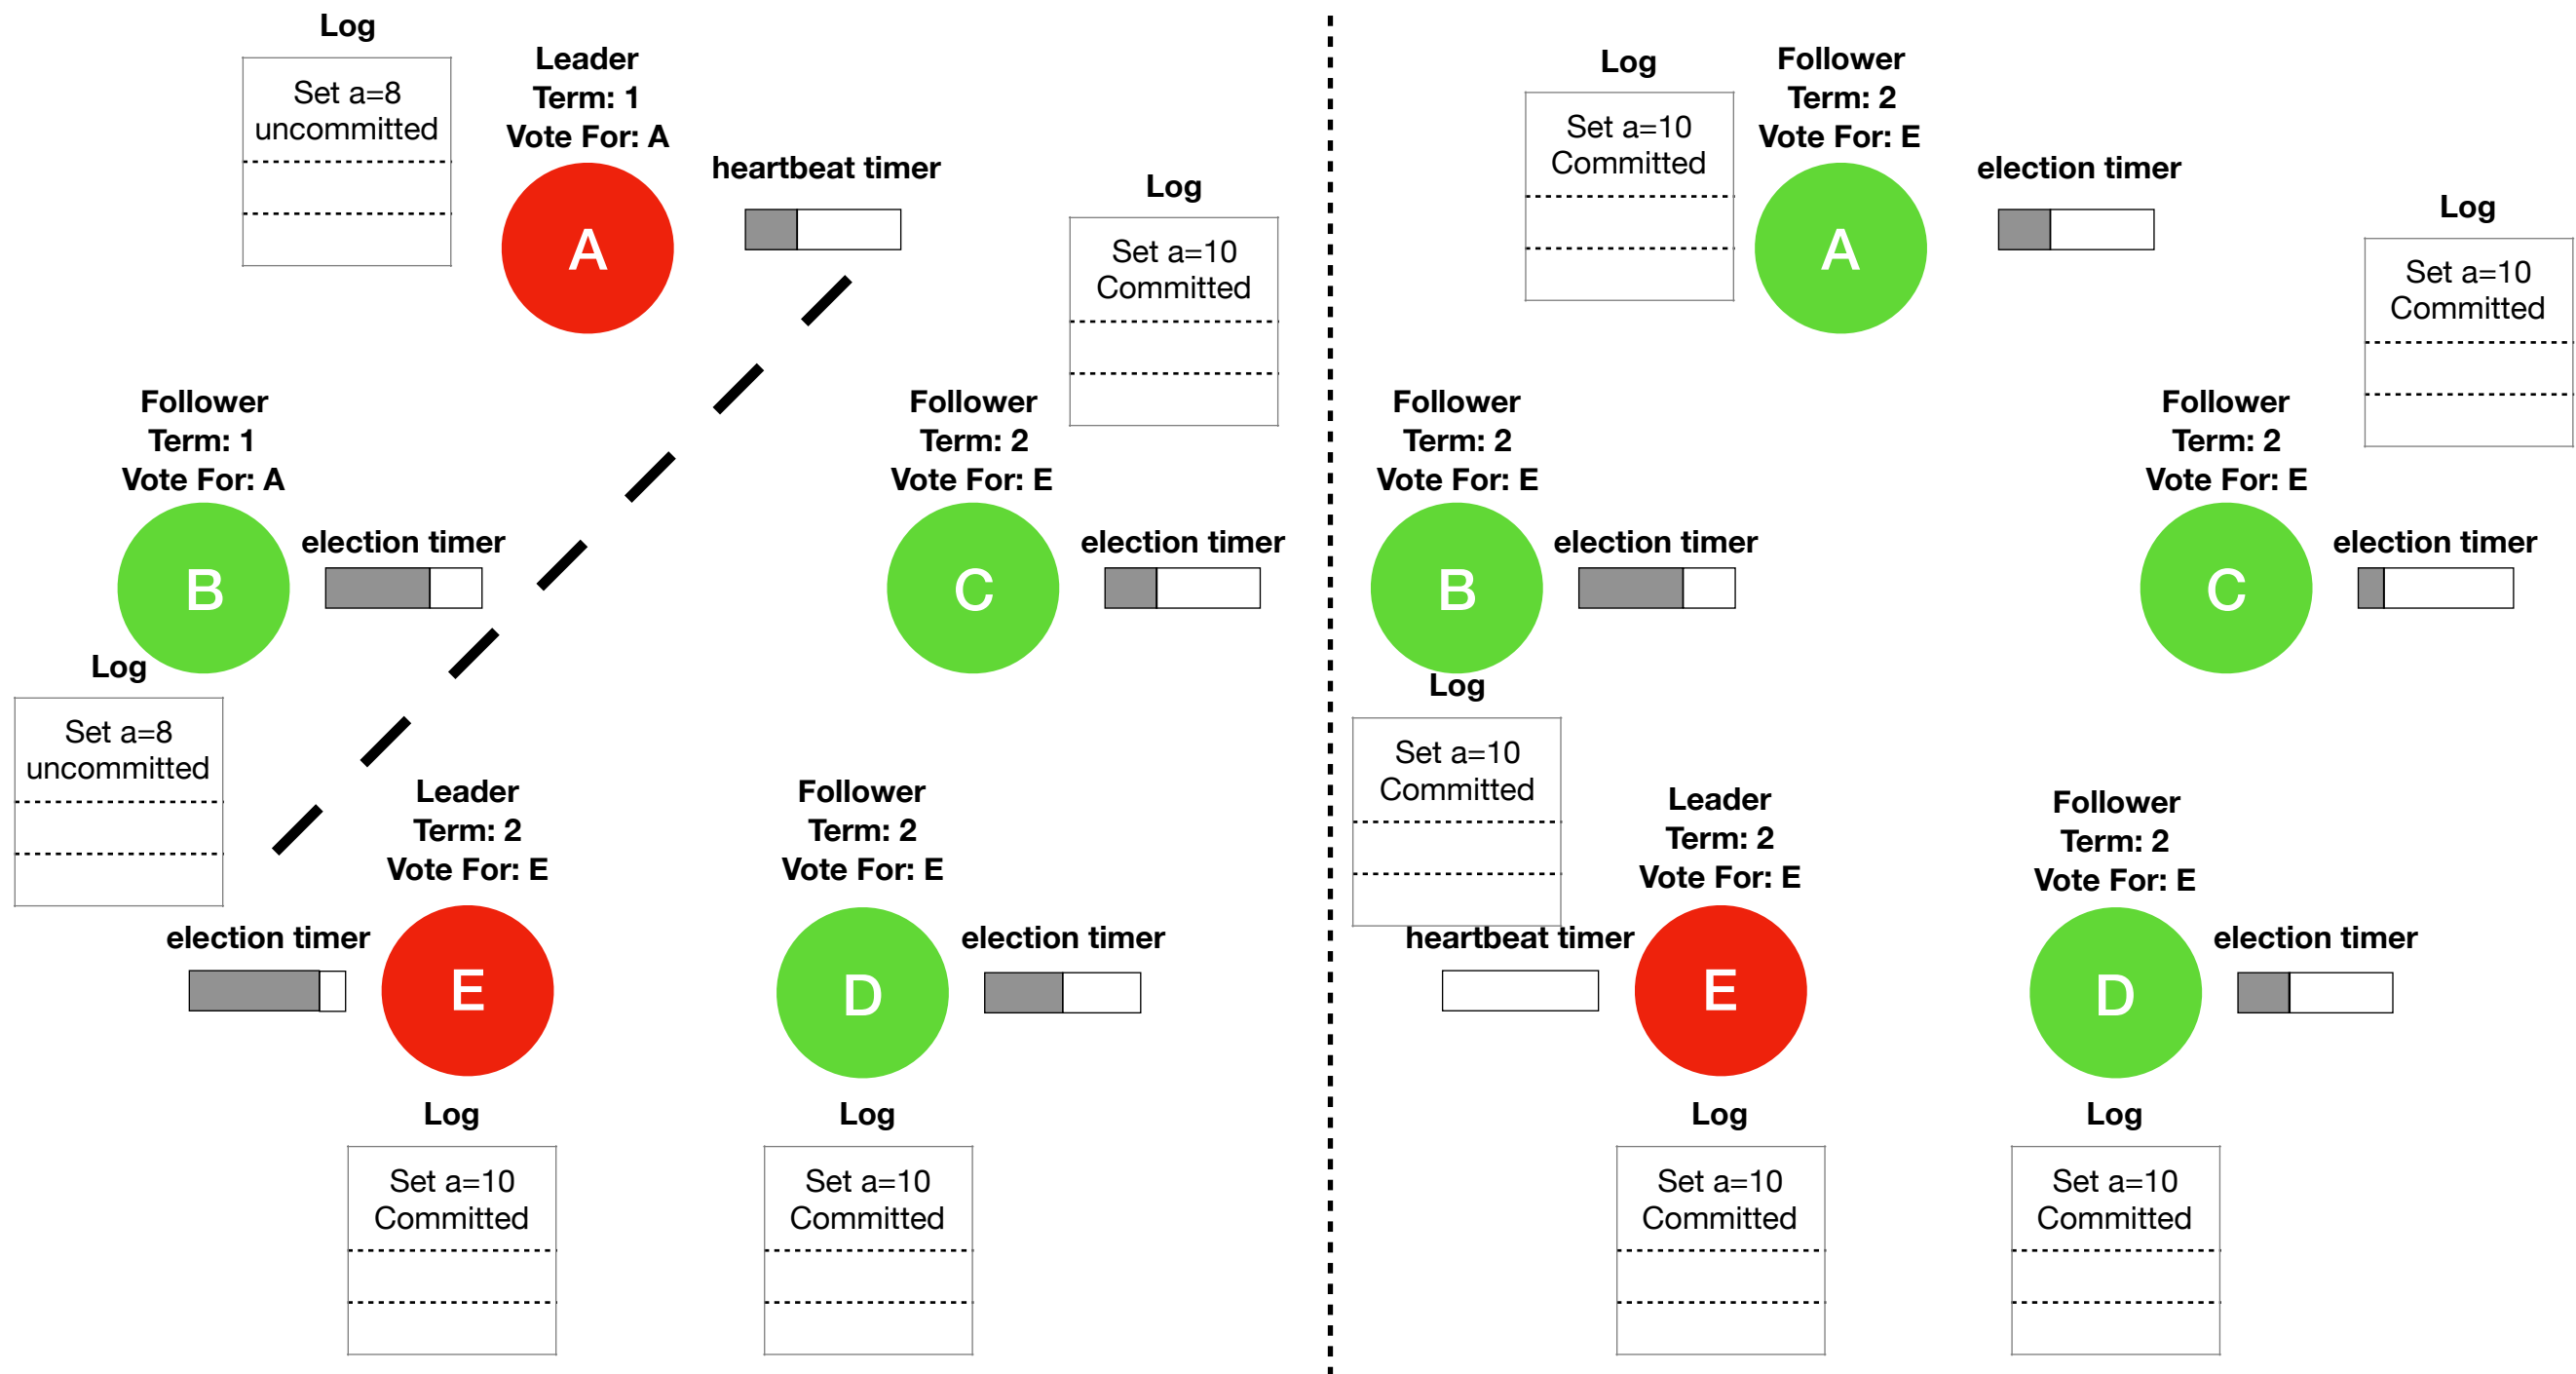 Log
Set a=8
uncommitted
Leader
Term: 1
Vote For: A
A
heartbeat timer
Log
Set a=10
Committed
Follower
Term: 1
Vote For: A
B
election timer
Log
Set a=8
uncommitted
Follower
Term: 2
Vote For: E
C
election timer
Leader
Term: 2
Vote For: E
election timer
E
Log
Set a=10
Committed
Follower
Term: 2
Vote For: E
D
election timer
Log
Set a=10
Committed
Log
Set a=10
Committed
Follower
Term: 2
Vote For: E
A
election timer
Log
Set a=10
Committed
Follower
Term: 2
Vote For: E
B
election timer
Log
Set a=10
Committed
Follower
Term: 2
Vote For: E
C
election timer
Leader
Term: 2
Vote For: E
heartbeat timer
E
Log
Set a=10
Committed
Follower
Term: 2
Vote For: E
D
election timer
Log
Set a=10
Committed